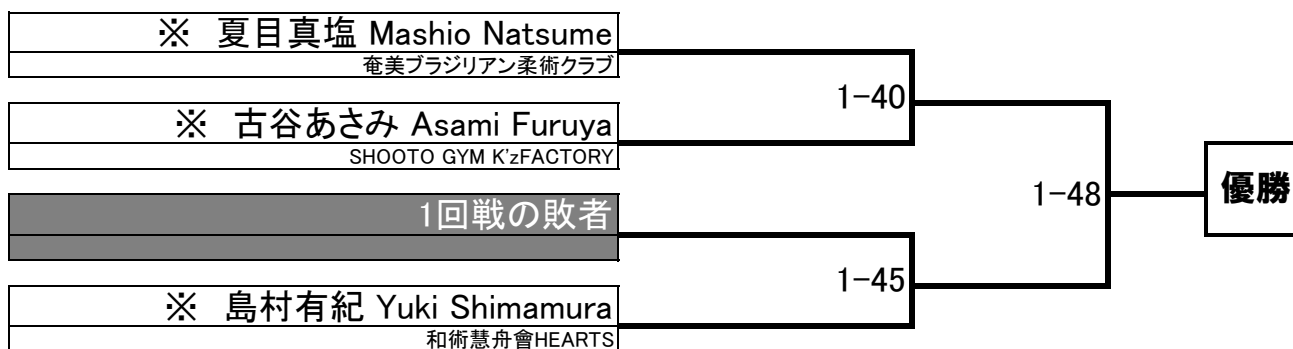 ※ 夏目真塩 Mashio Natsume
奄美ブラジリアン柔術クラブ
1-40
※ 古谷あさみ Asami Furuya
SHOOTO GYM K'zFACTORY
1-48
優勝
1回戦の敗者
1-45
※ 島村有紀 Yuki Shimamura
和術慧舟會HEARTS